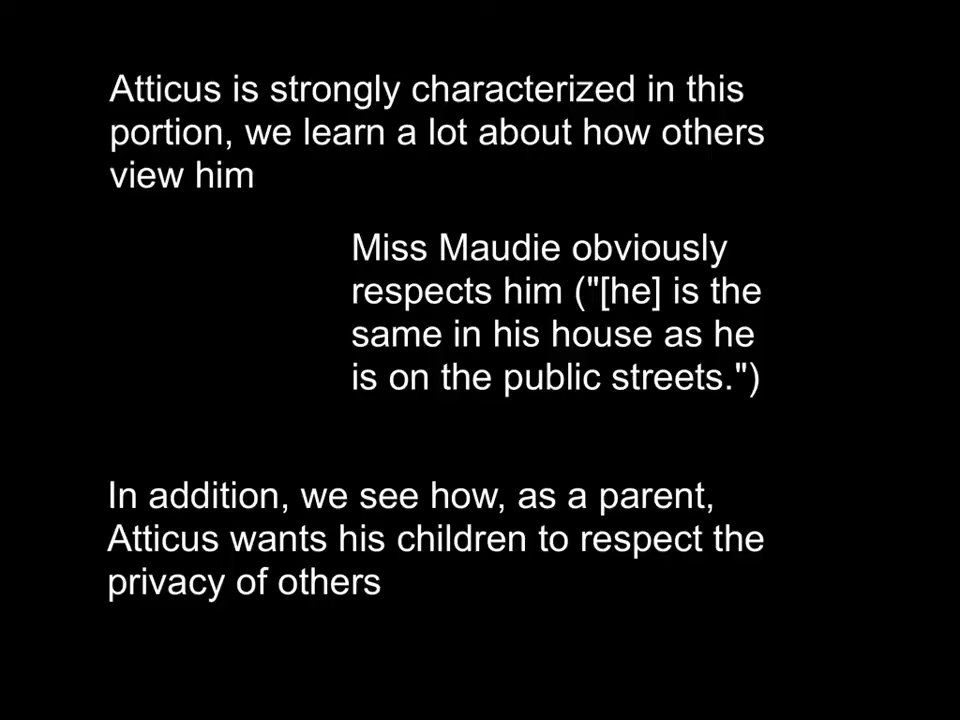 Atticus is strongly characterized in this
portion, we learn a lot about how others
view him
Miss Maudie obviously
respects him ("[he] is the
same in his house as he
is on the public streets.")
In addition, we see how, as a parent,
Atticus wants his children to respect the
privacy of others